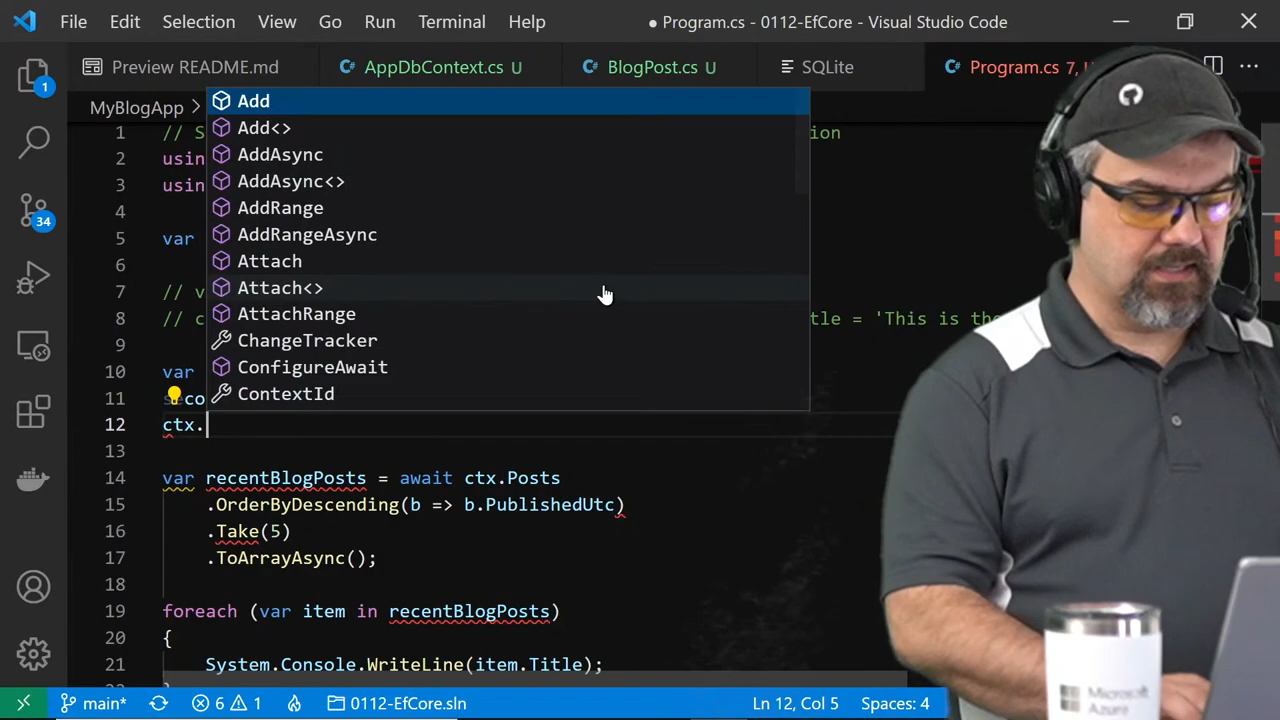 File Edit Selection View Go Run Terminal Help
● Program.cs - 0112-EfCore - Visual Studio Code
Preview README.md
AppDbContext.cs U
BlogPost.cs U
SQLite
Program.cs 7,
MyBlogApp >
1 // S
ion
2 usin
3 usin
4
5 var
6
7 // v
8 // c
tle = 'This is the
9
10 var
11 seco
12 ctx.
Add
Add<>
AddAsync
AddAsync<>
AddRange
AddRangeAsync
Attach
Attach<>
AttachRange
ChangeTracker
ConfigureAwait
ContextId
13
14 var recentBlogPosts = await ctx.Posts
15 .OrderByDescending(b => b.PublishedUtc)
16 .Take(5)
17 .ToArrayAsync();
18
19 foreach (var item in recentBlogPosts)
20 {
21 System.Console.WriteLine(item.Title);
1
34
main* 6 1 0112-EfCore.sln Ln 12, Col 5 Spaces: 4
Microsoft
Azure